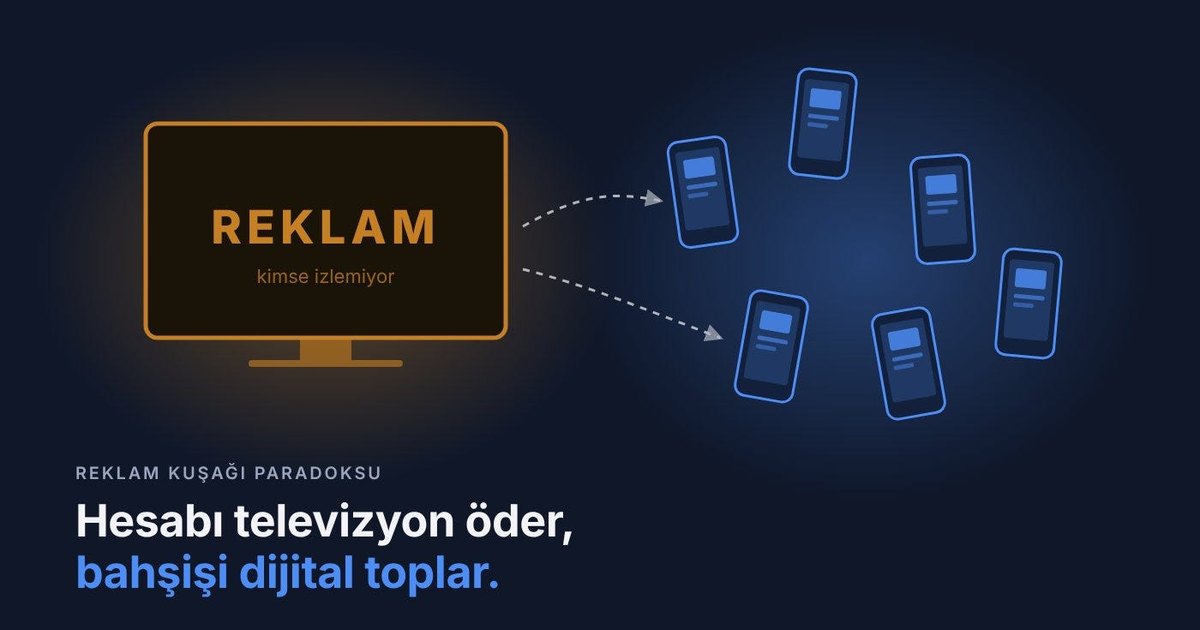 REKLAM
kimse izlemiyor
REKLAM KUŞAĞI PARADOKSU
Hesabı televizyon öder,
bahşişi dijital toplar.